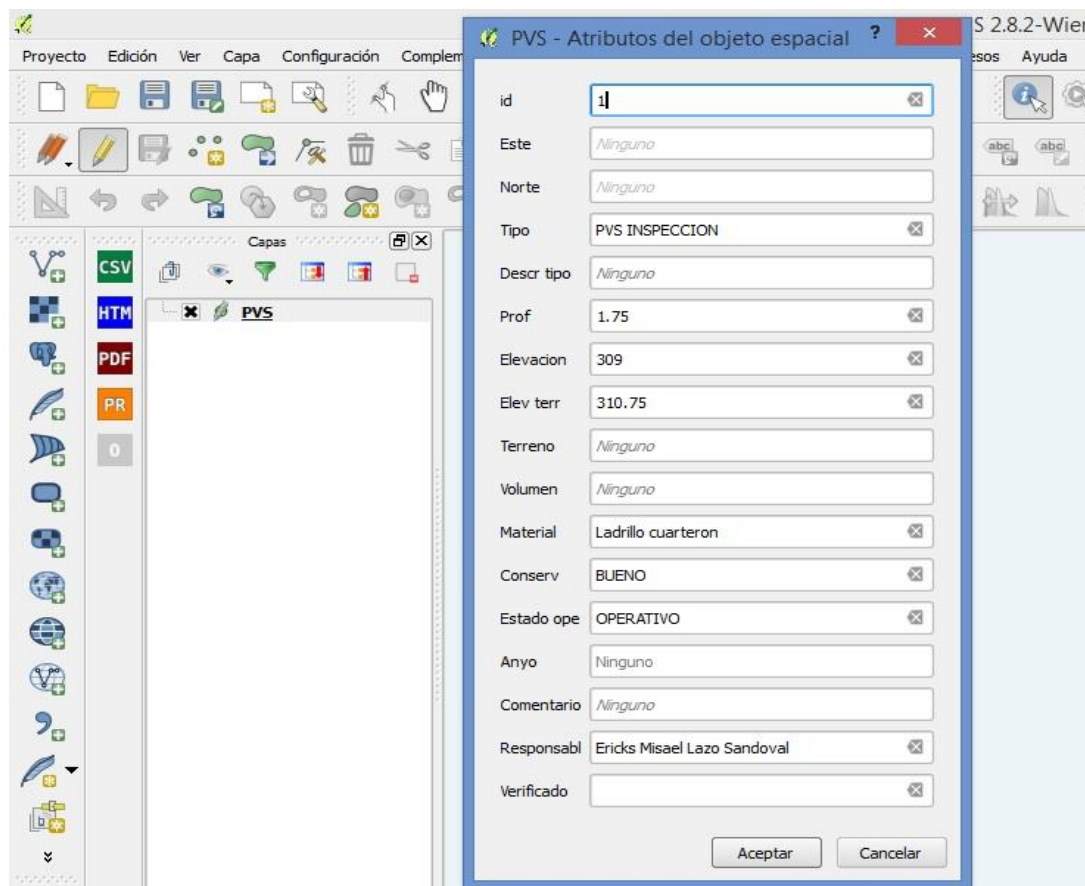 S 2.8.2-Wier
PVS - Atributos del objeto espacial ?
Proyecto Edición Ver Capa Configuración Complem
esos Ayuda
id 1
Este Ninguno
abc abc
Norte Ninguno
Tipo PVS INSPECCION
Capas
CSV
Descr tipo Ninguno
HTM
PVS
Prof 1.75
PDF
Elevacion 309
PR
Elev terr 310.75
0
Terreno Ninguno
Volumen Ninguno
Material Ladrillo cuarteron
Conserv BUENO
Estado ope OPERATIVO
Anyo Ninguno
Comentario Ninguno
Responsabl Ericks Misael Lazo Sandoval
Verificado
b
Aceptar Cancelar